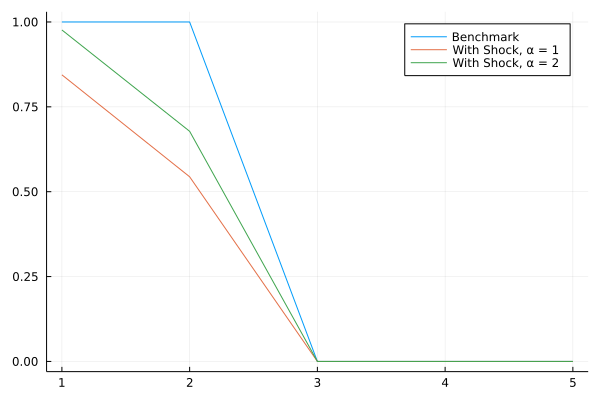 1.00
0.75
0.50
0.25
0.00
1 2 3 4 5
Benchmark
With Shock, α = 1
With Shock, α = 2